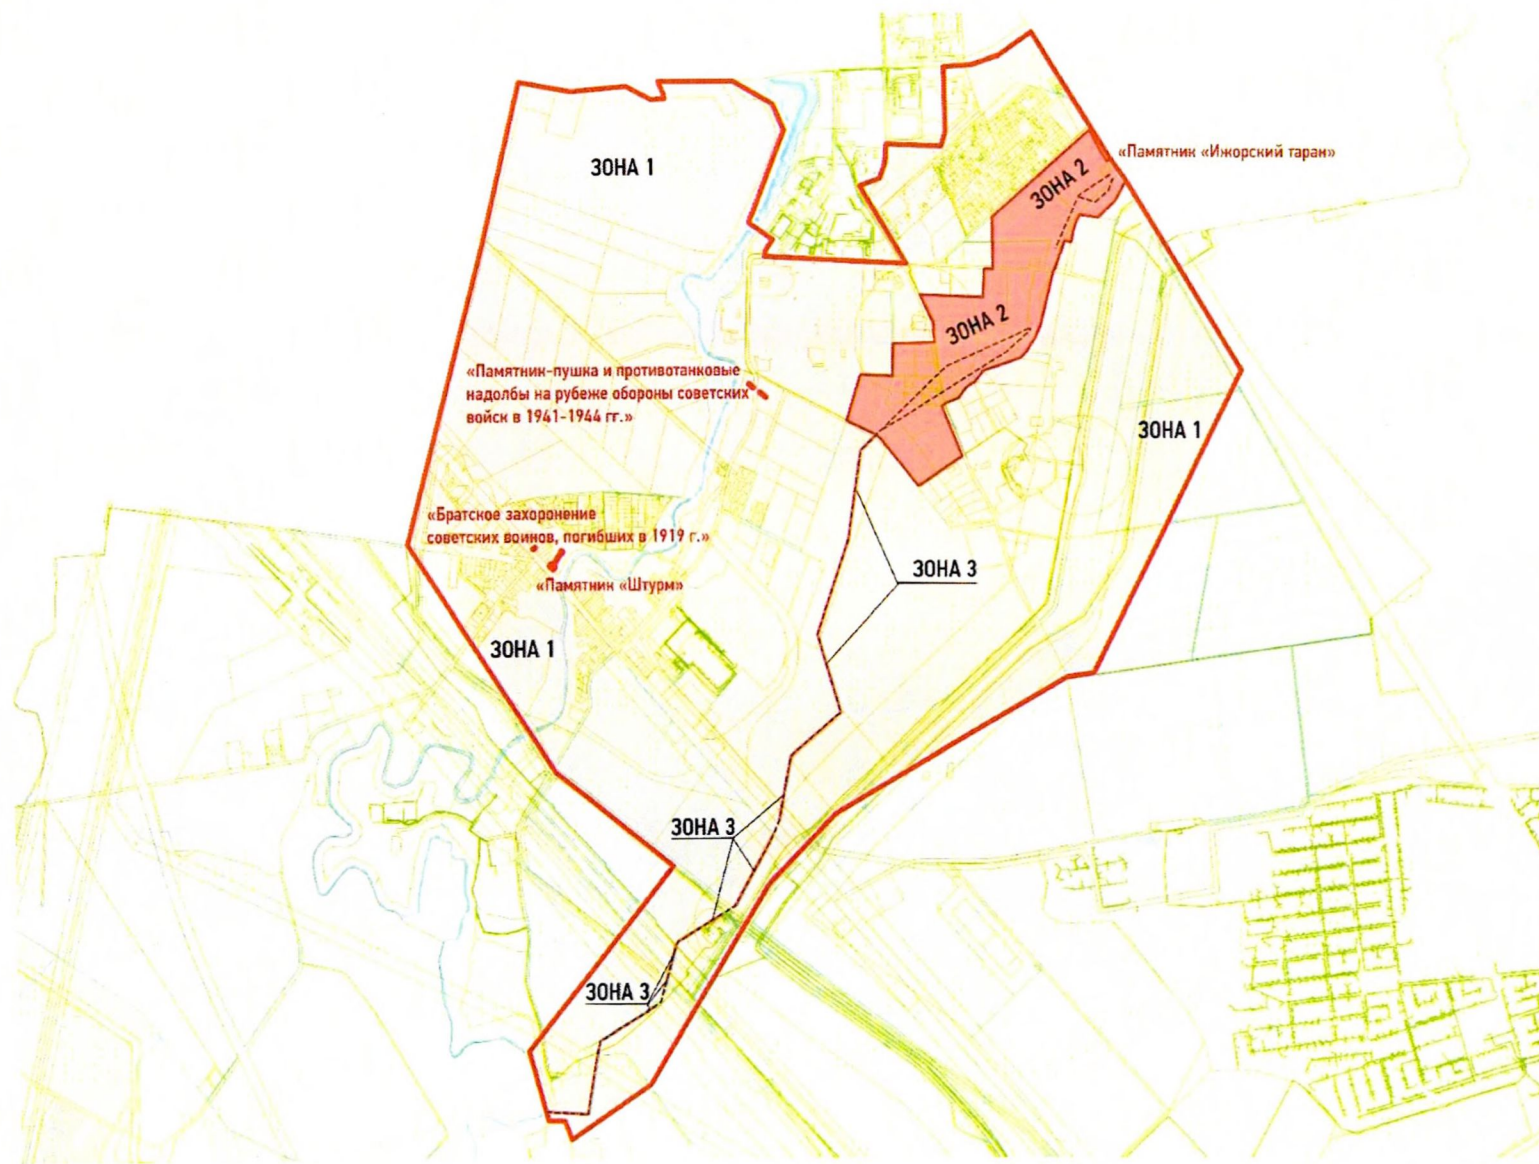 «Памятник «Ижорский таран»
ЗОНА 1
ЗОНА 2
ЗОНА 2
«Памятник-пушка и противотанковые
надолбы на рубеже обороны советских
войск в 1941-1944 гг.»
ЗОНА 1
«Братское захоронение
советских воинов, погибших в 1919 г.»
ЗОНА 3
«Памятник «Штурм»
ЗОНА 1
ЗОНА 3
ЗОНА 3